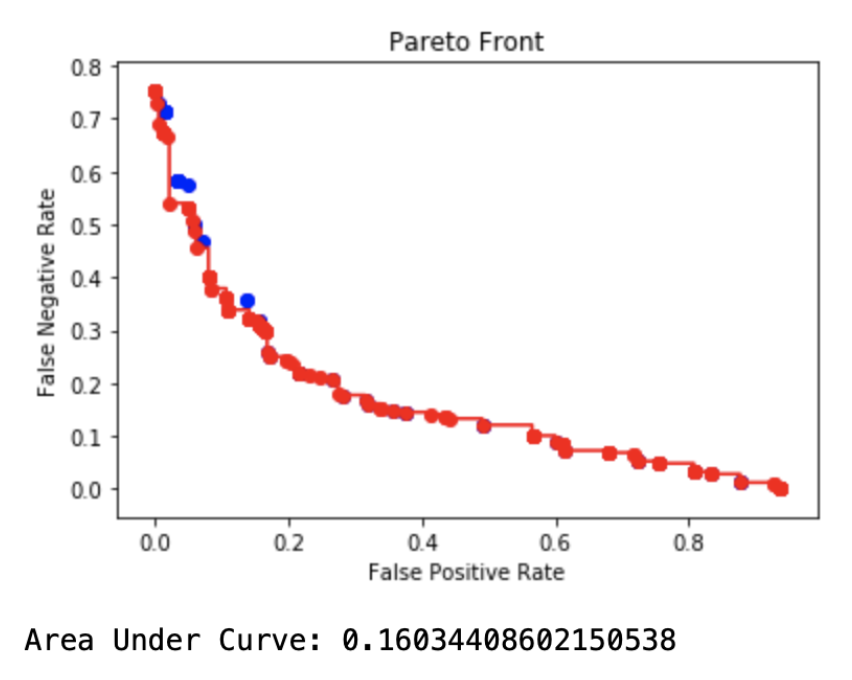 Pareto Front
0.8
0.7
0.6
0.5
0.4
0.3
0.2
0.1
0.0
False Negative Rate
0.0 0.2 0.4 0.6 0.8
False Positive Rate
Area Under Curve: 0.16034408602150538